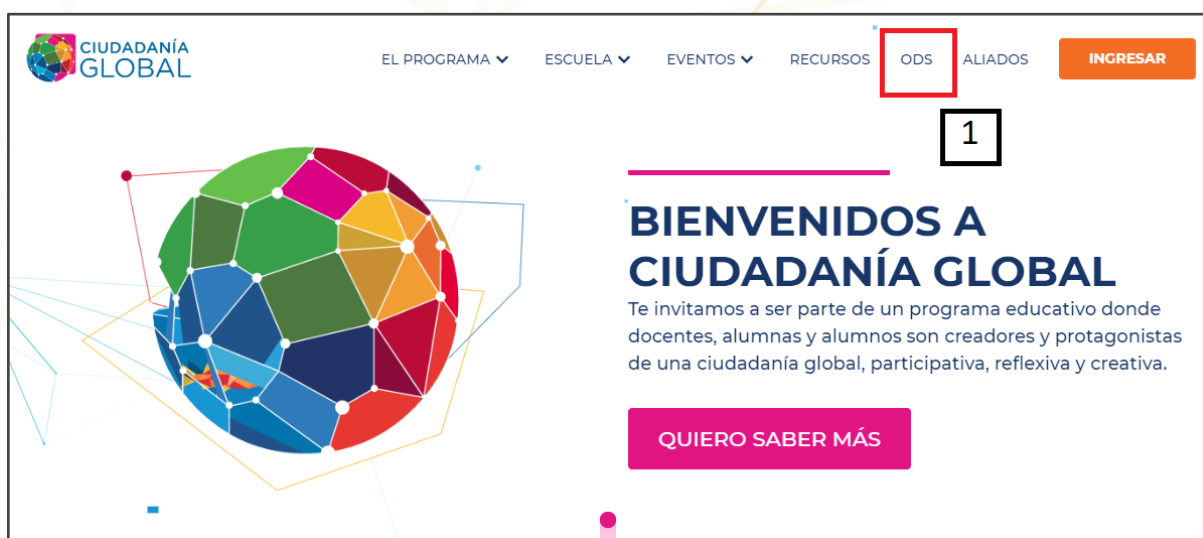 CIUDADANÍA
GLOBAL
EL PROGRAMA ESCUELA EVENTOS RECURSOS ODS ALIADOS INGRESAR
1
BIENVENIDOS A
CIUDADANÍA GLOBAL
Te invitamos a ser parte de un programa educativo donde
docentes, alumnas y alumnos son creadores y protagonistas
de una ciudadanía global, participativa, reflexiva y creativa.
QUIERO SABER MÁS